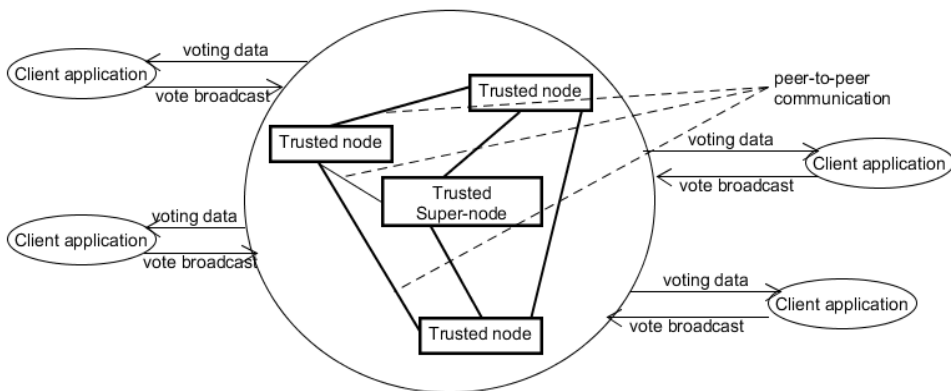 voting data
Client application
vote broadcast
Trusted node
peer-to-peer
communication
Trusted node
voting data
Client application
vote broadcast
Trusted
Super-node
voting data
Client application
vote broadcast
voting data
Client application
vote broadcast
Trusted node